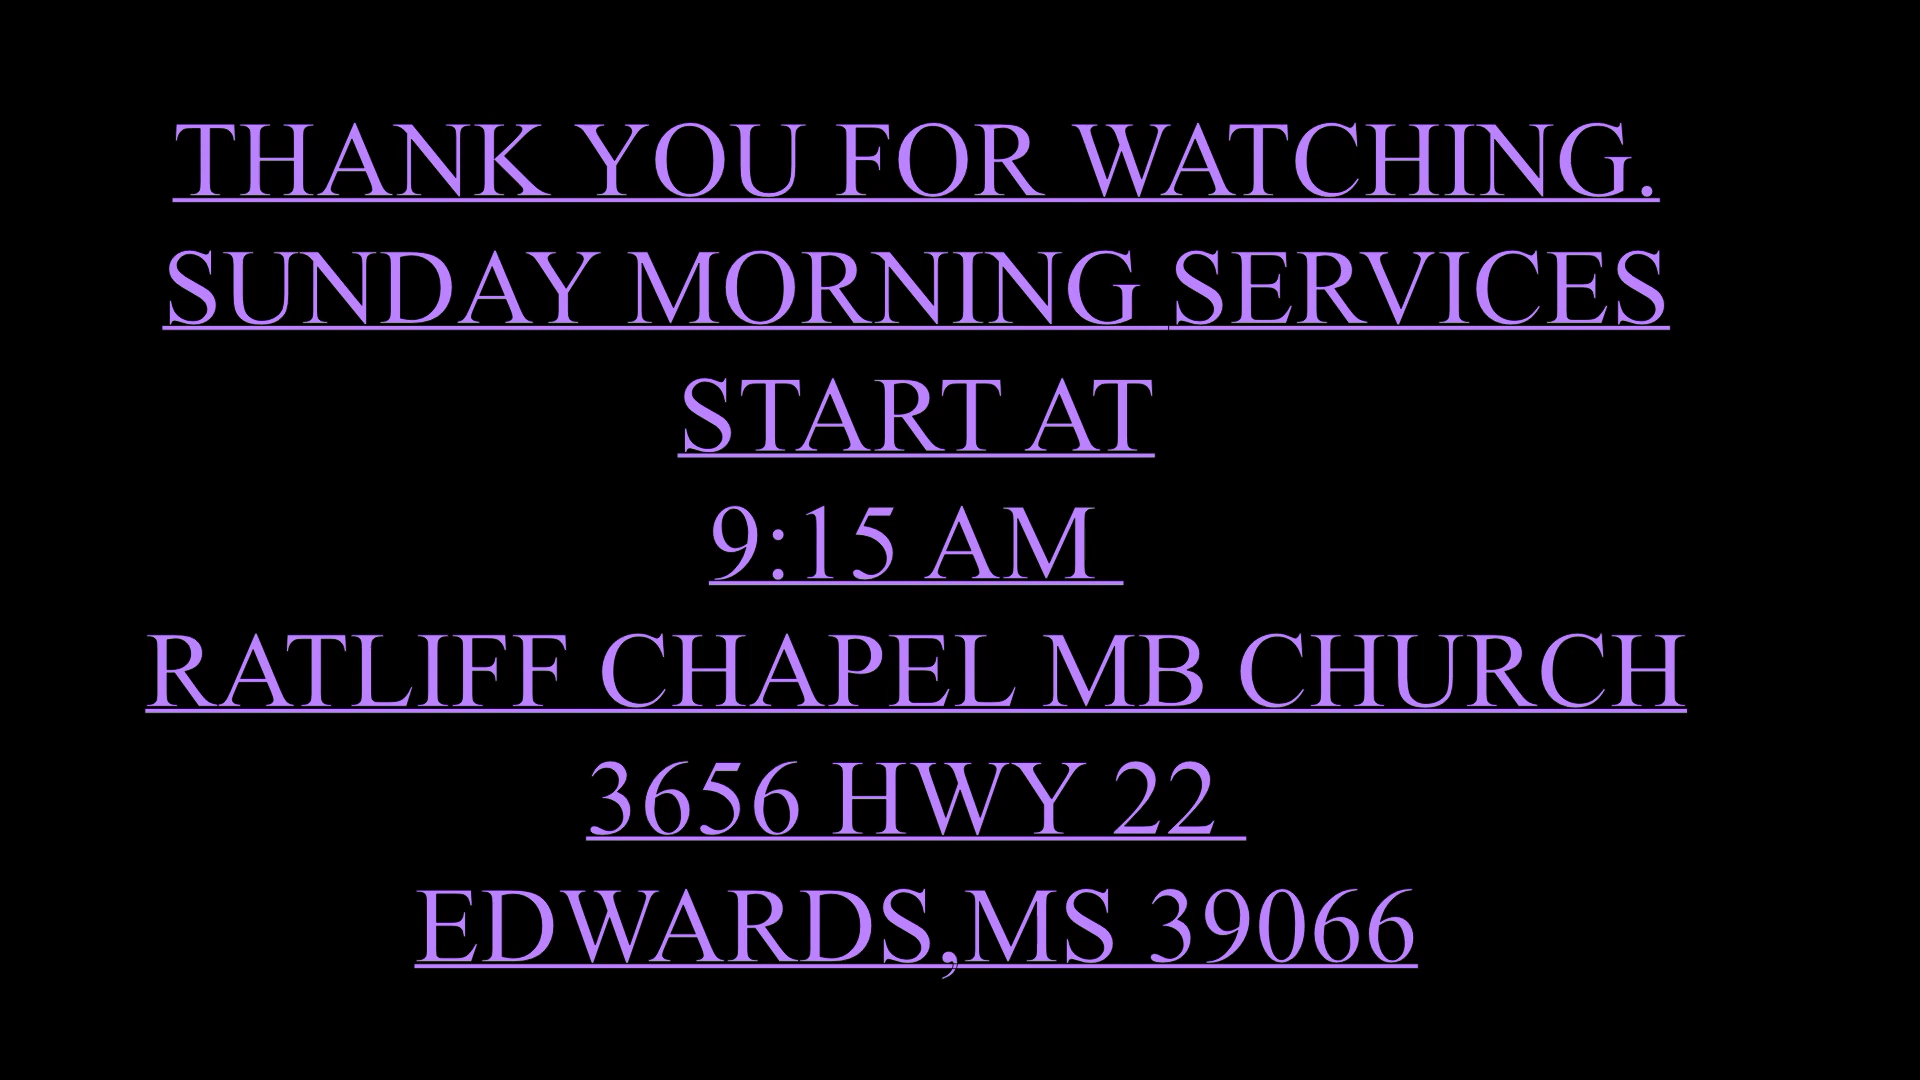 THANK YOU FOR WATCHING.
SUNDAY MORNING SERVICES
START AT
9:15 AM
RATLIFF CHAPEL MB CHURCH
3656 HWY 22
EDWARDS,MS 39066